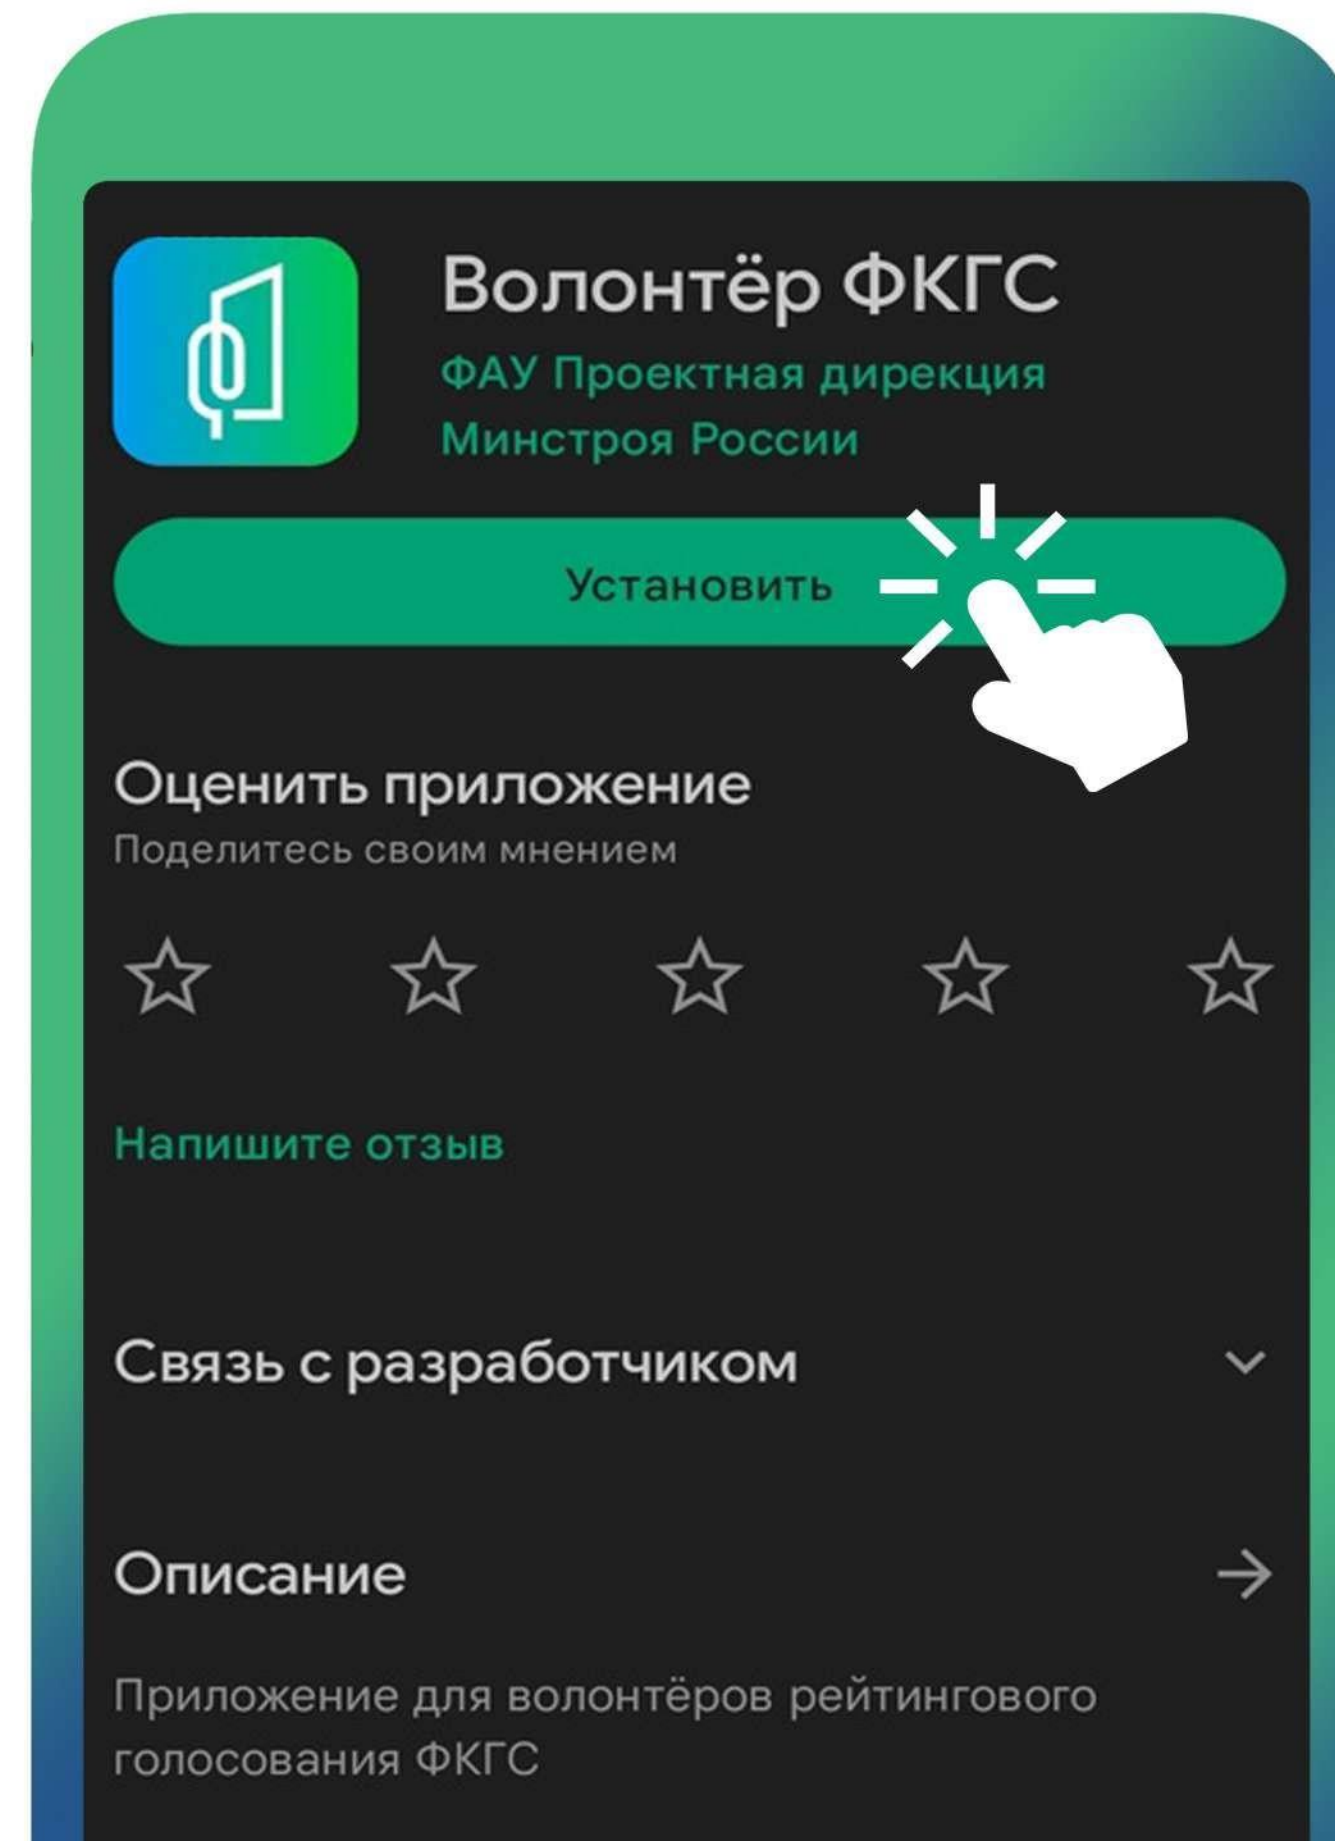 Волонтёр ФКГС
ФАУ Проектная дирекция
Минстроя России
Установить
Оценить приложение
Поделитесь своим мнением
Напишите отзыв
Связь с разработчиком
Описание
Приложение для волонтёров рейтингового
голосования ФКГС